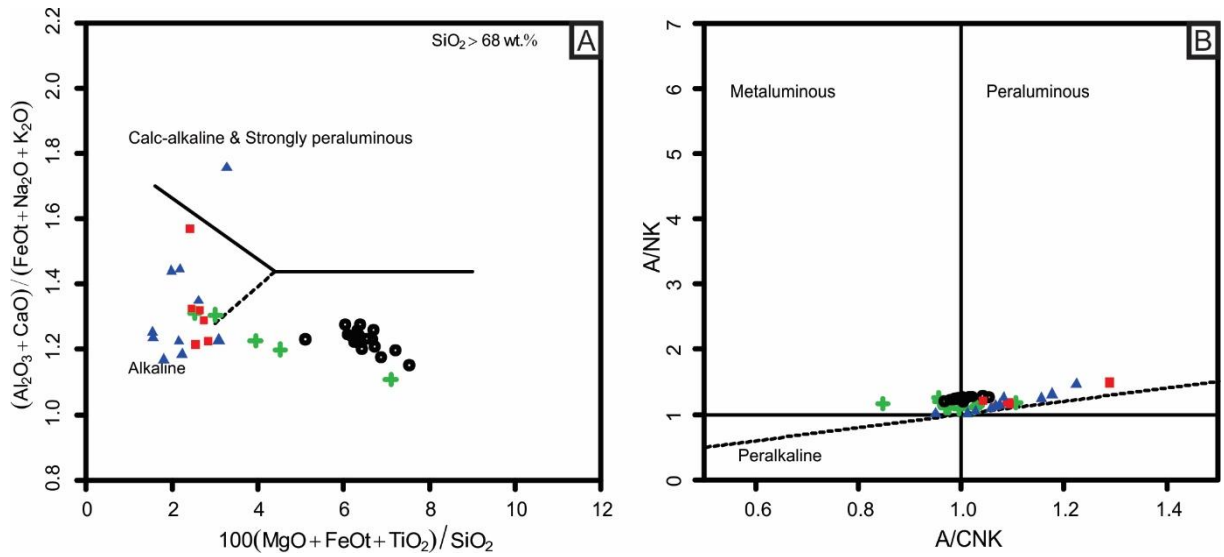 SiO₂ > 68 wt.%
A
2.2
2.0
1.8
1.6
1.4
1.2
1.0
0.8
(Al₂O₃ + CaO) / (FeOt + Na₂O + K₂O)
Calc-alkaline & Strongly peraluminous
Alkaline
0 2 4 6 8 10 12
100(MgO + FeOt + TiO₂) / SiO₂
B
7
6
5
4
3
2
1
0
A/NK
Metaluminous
Peraluminous
Peralkaline
0.6 0.8 1.0 1.2 1.4
A/CNK